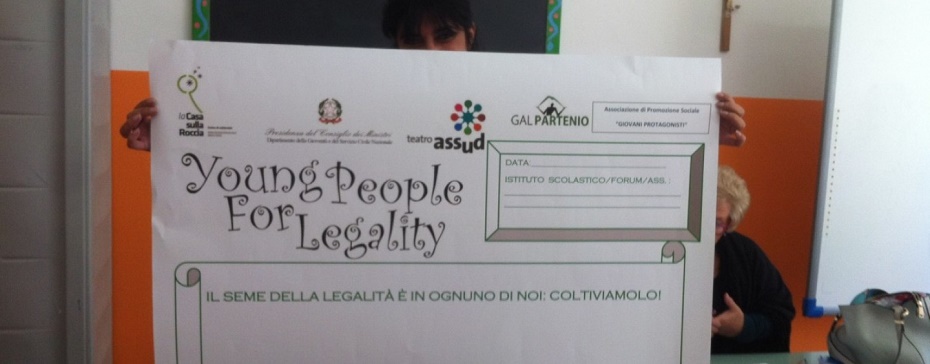 la Casa
sulla
Roccia
Presidenza del Consiglio dei Ministri
Dipartimento della Gioventù e del Servizio Civile Nazionale
teatro assud
GAL PARTENIO
Associazione di Promozione Sociale
"GIOVANI PROTAGONISTI"
Young People
For Legality
DATA:
ISTITUTO SCOLASTICO/FORUM/ASS.:
IL SEME DELLA LEGALITÀ È IN OGNUNO DI NOI: COLTIVIAMOLO!